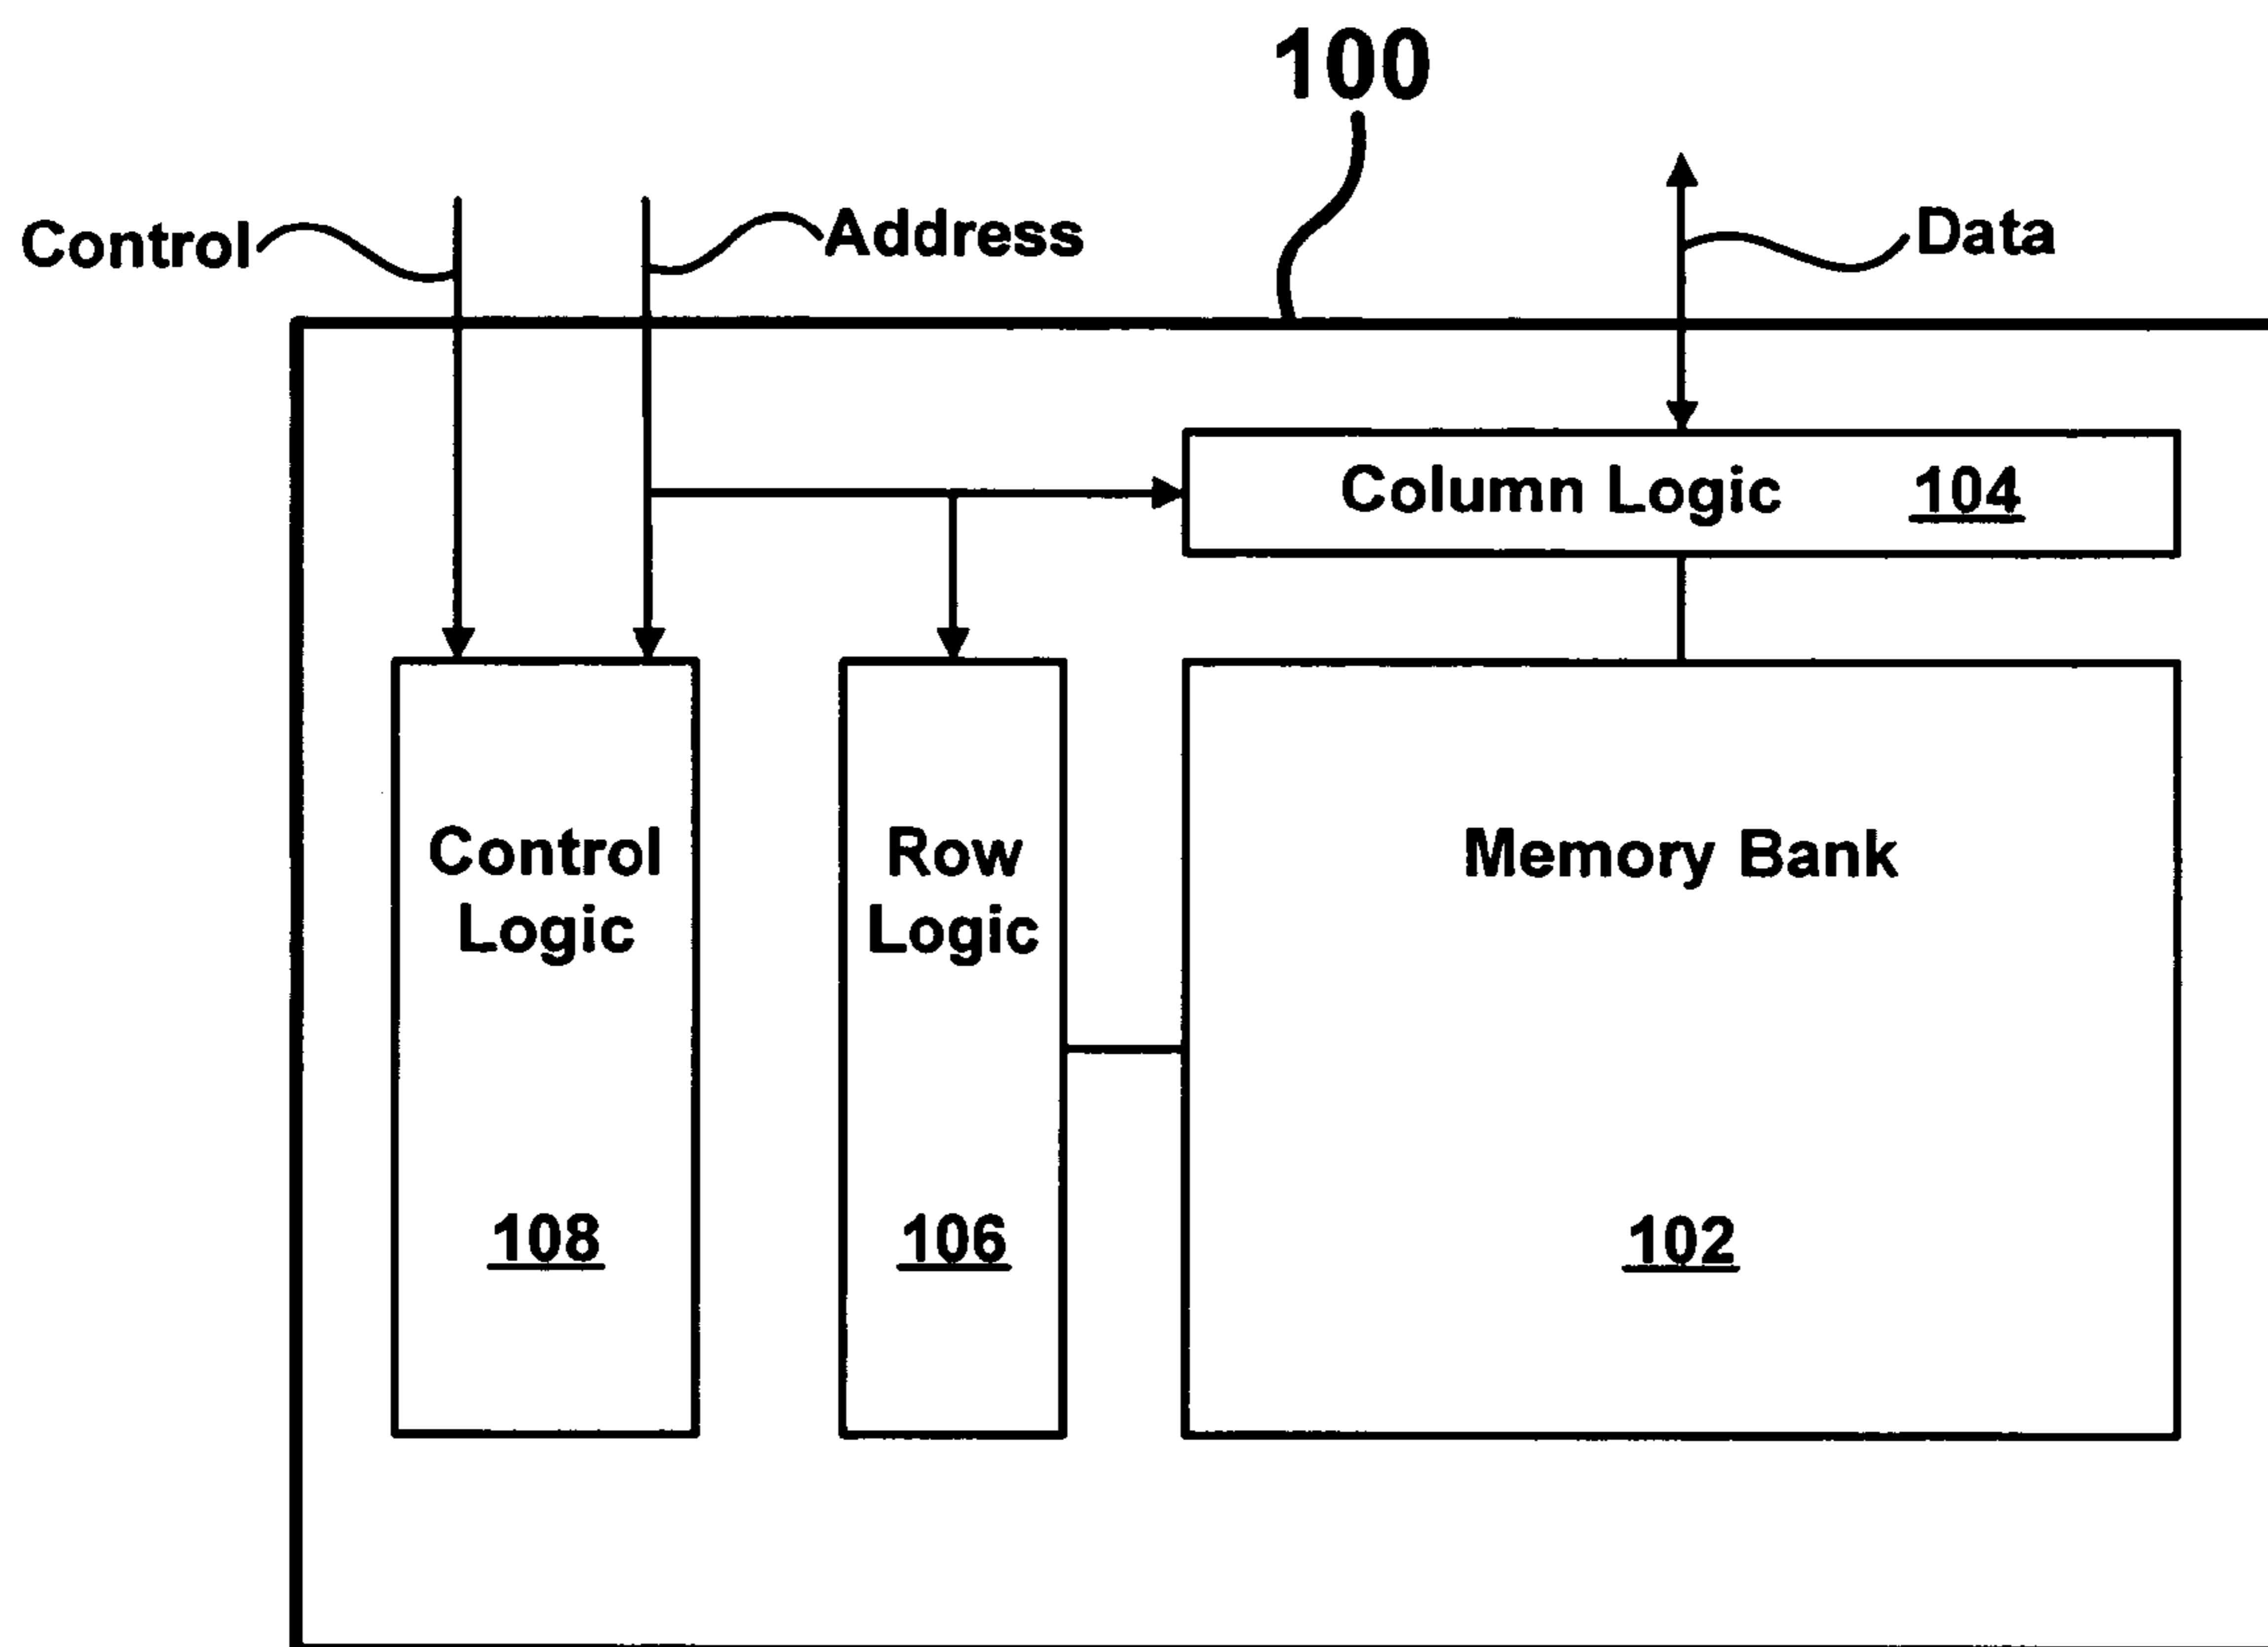 100
Control
Address
Data
Column Logic 104
Control
Logic
Row
Logic
Memory Bank
108
106
102